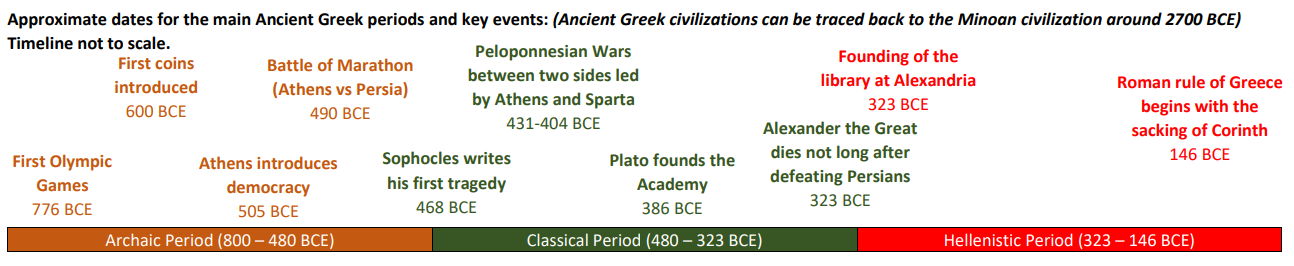 Approximate dates for the main Ancient Greek periods and key events: (Ancient Greek civilizations can be traced back to the Minoan civilization around 2700 BCE)
Timeline not to scale.
First coins
introduced
600 BCE
Battle of Marathon
(Athens vs Persia)
490 BCE
Peloponnesian Wars
between two sides led
by Athens and Sparta
431-404 BCE
Founding of the
library at Alexandria
323 BCE
Roman rule of Greece
begins with the
sacking of Corinth
146 BCE
First Olympic
Games
776 BCE
Athens introduces
democracy
505 BCE
Sophocles writes
his first tragedy
468 BCE
Plato founds the
Academy
386 BCE
Alexander the Great
dies not long after
defeating Persians
323 BCE
Archaic Period (800 – 480 BCE)
Classical Period (480 – 323 BCE)
Hellenistic Period (323 – 146 BCE)